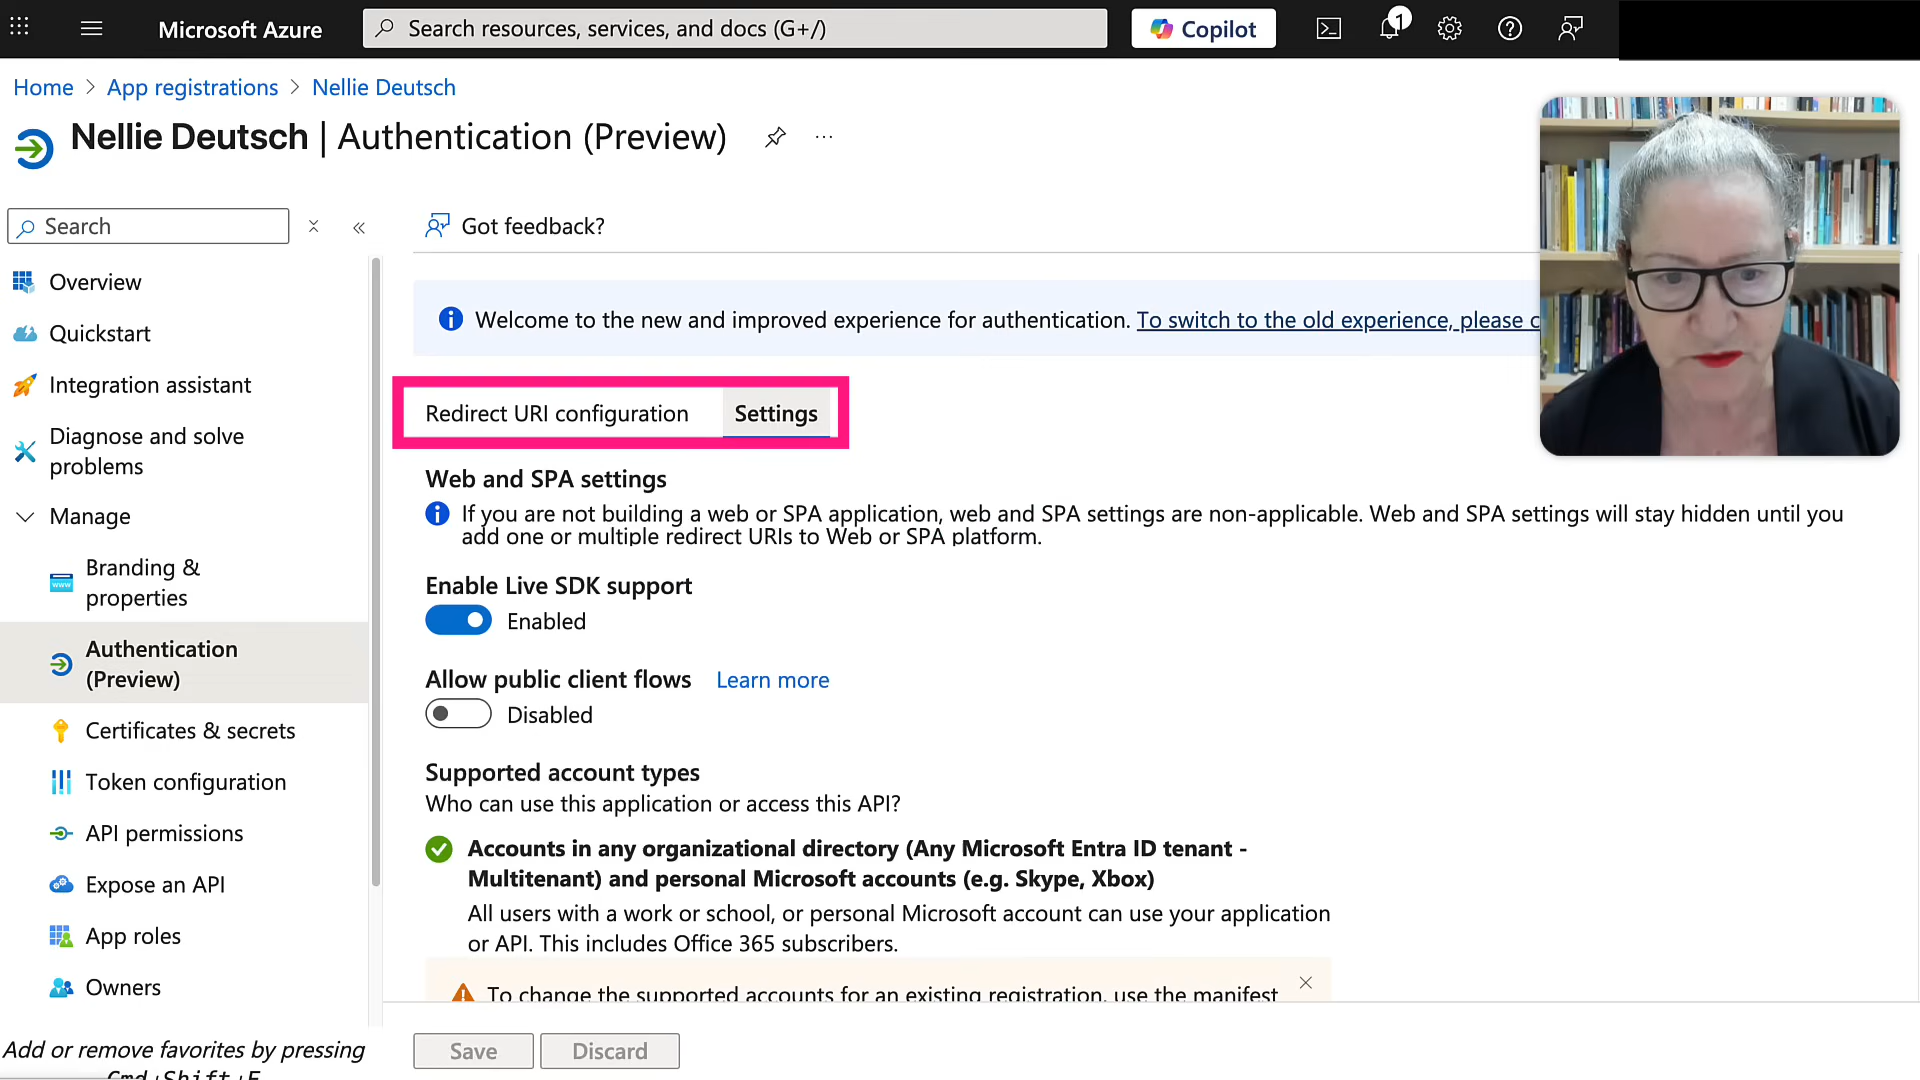 Microsoft Azure
Search resources, services, and docs (G+/)
Copilot
1
Home > App registrations > Nellie Deutsch
Nellie Deutsch | Authentication (Preview)
Search
Got feedback?
Overview
Quickstart
Integration assistant
Diagnose and solve
problems
Manage
Branding &
properties
Authentication
(Preview)
Certificates & secrets
Token configuration
API permissions
Expose an API
App roles
Owners
Add or remove favorites by pressing
Cmd+Shift+F
Welcome to the new and improved experience for authentication. To switch to the old experience, please c
Redirect URI configuration
Settings
Web and SPA settings
If you are not building a web or SPA application, web and SPA settings are non-applicable. Web and SPA settings will stay hidden until you
add one or multiple redirect URIs to Web or SPA platform.
Enable Live SDK support
Enabled
Allow public client flows Learn more
Disabled
Supported account types
Who can use this application or access this API?
Accounts in any organizational directory (Any Microsoft Entra ID tenant -
Multitenant) and personal Microsoft accounts (e.g. Skype, Xbox)
All users with a work or school, or personal Microsoft account can use your application
or API. This includes Office 365 subscribers.
To change the supported accounts for an existing registration, use the manifest
Save
Discard